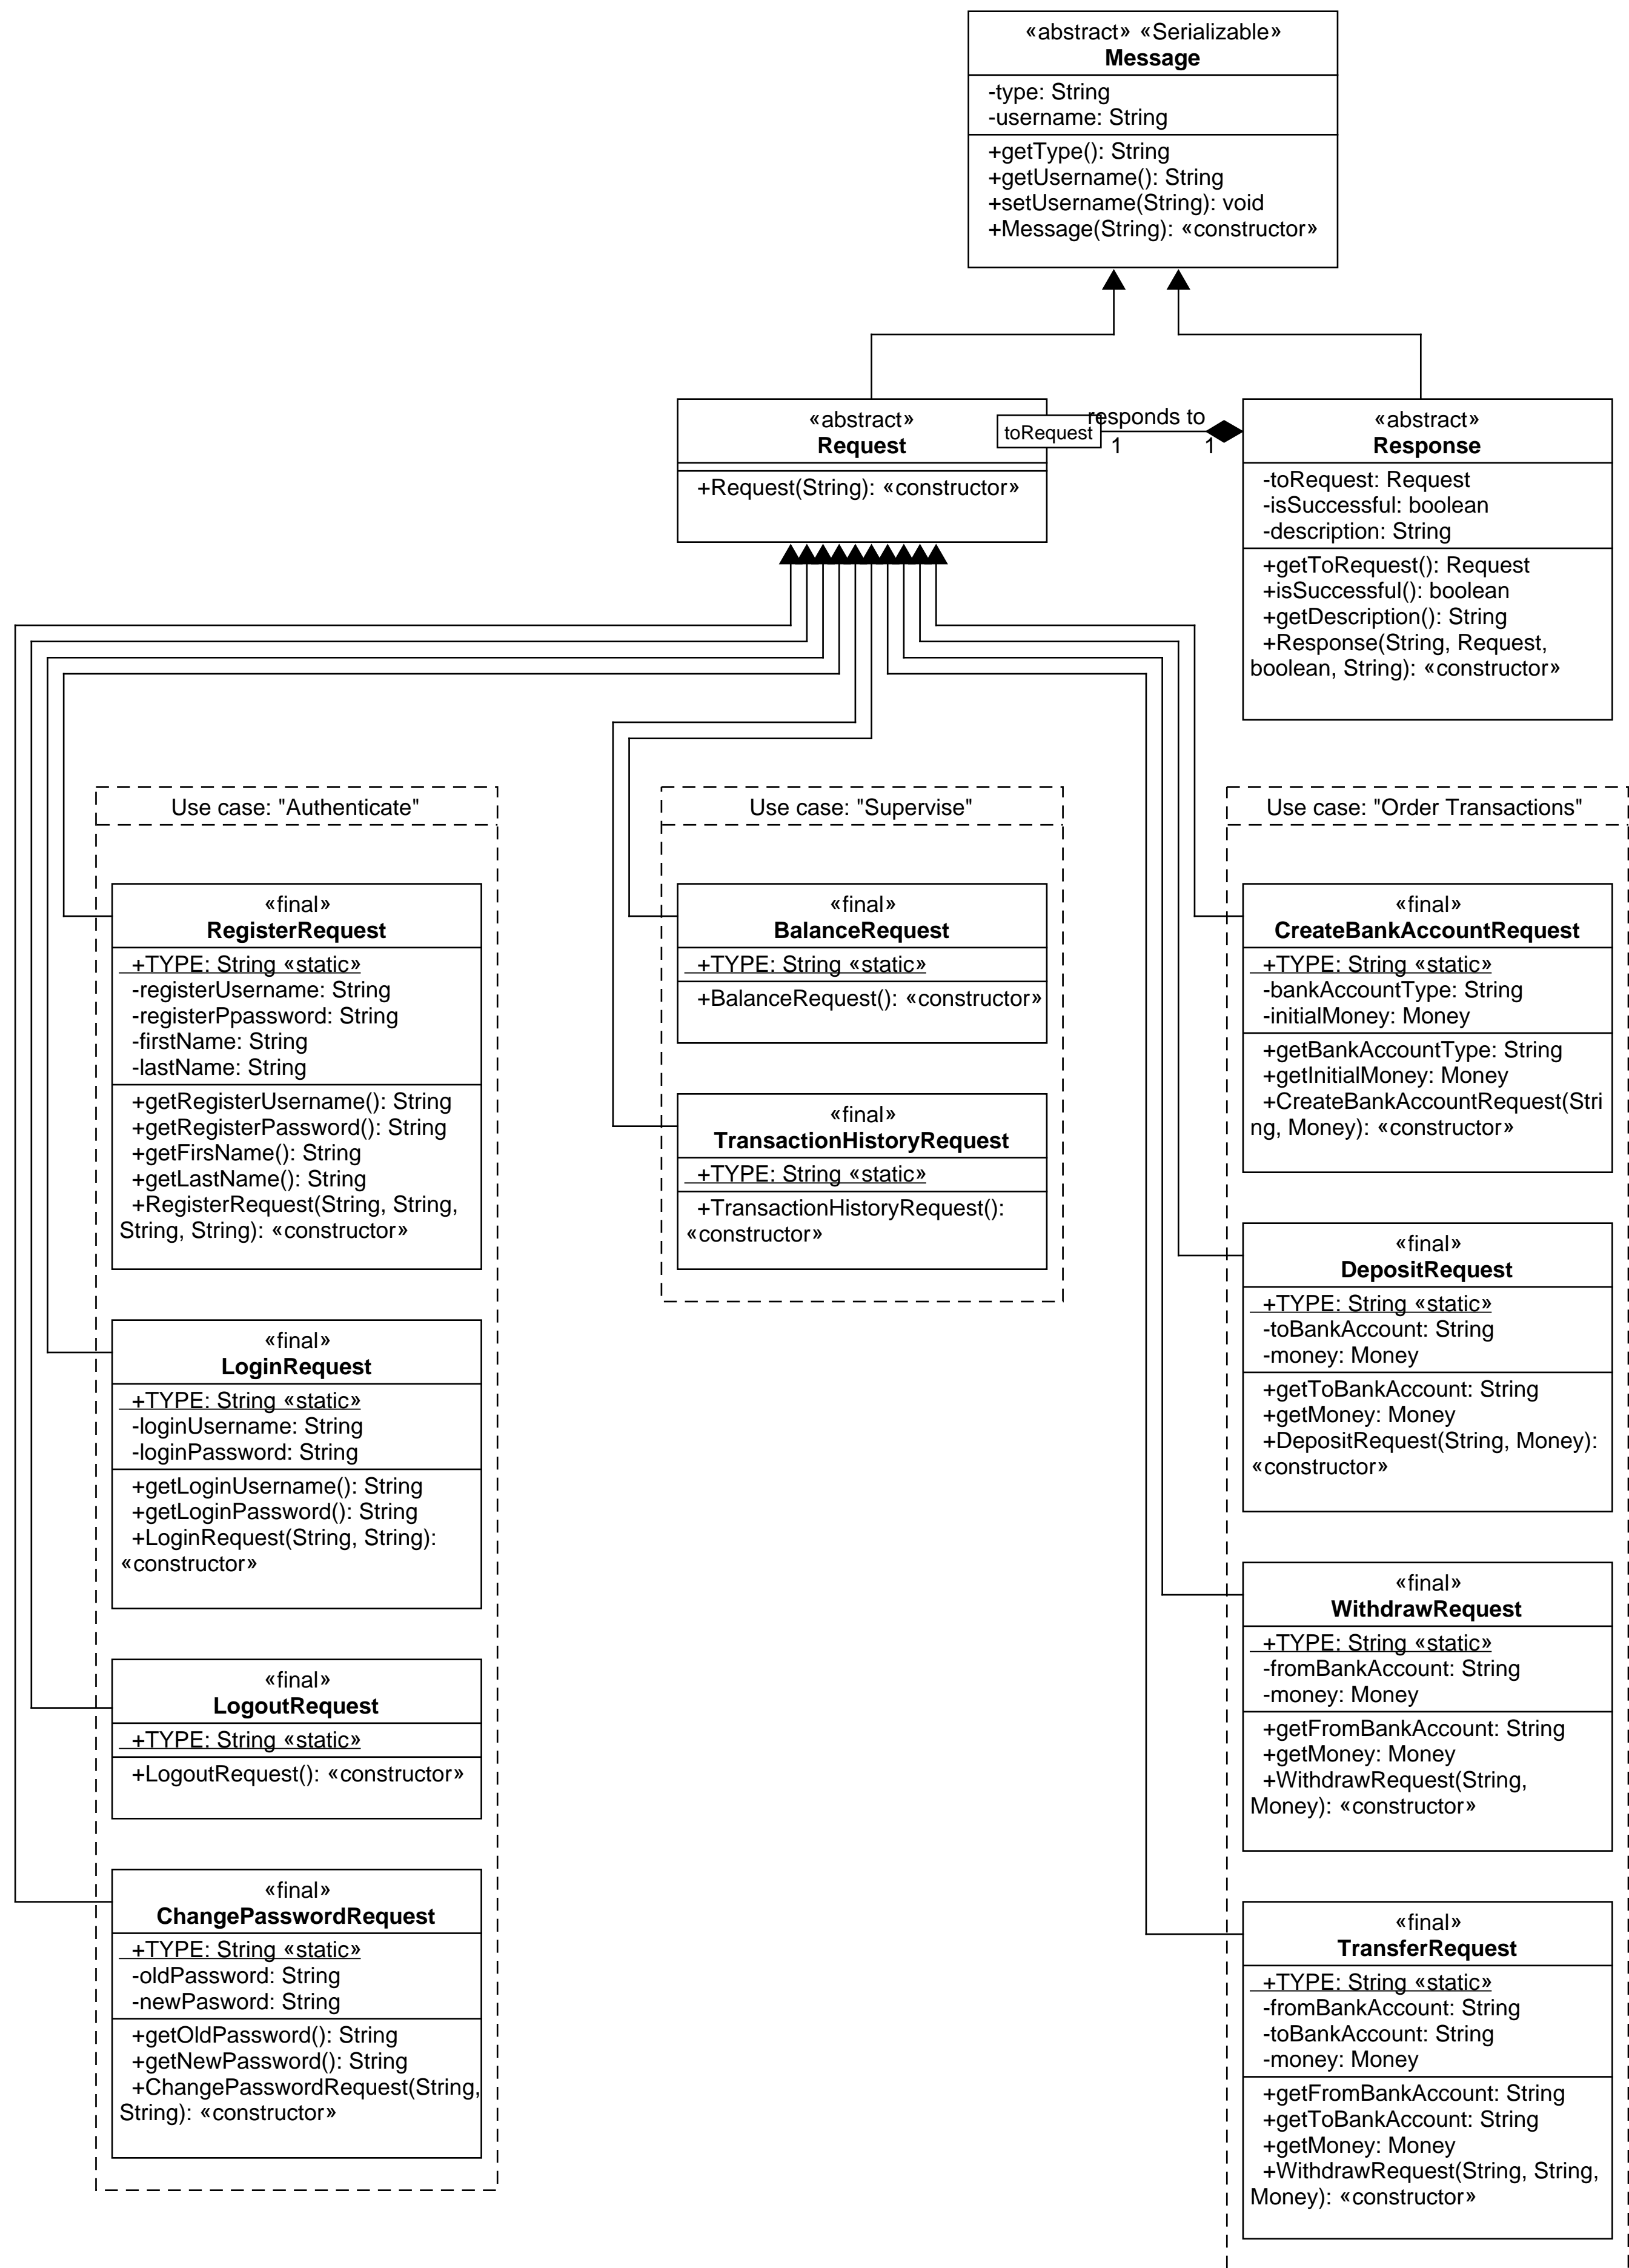 «abstract» «Serializable»
Message
-type: String
-username: String
+getType(): String
+getUsername(): String
+setUsername(String): void
+Message(String): «constructor»
«abstract»
Request
+Request(String): «constructor»
toRequest
responds to
1
1
«abstract»
Response
-toRequest: Request
-isSuccessful: boolean
-description: String
+getToRequest(): Request
+isSuccessful(): boolean
+getDescription(): String
+Response(String, Request,
boolean, String): «constructor»
Use case: "Authenticate"
«final»
RegisterRequest
+TYPE: String «static»
-registerUsername: String
-registerPpassword: String
-firstName: String
-lastName: String
+getRegisterUsername(): String
+getRegisterPassword(): String
+getFirsName(): String
+getLastName(): String
+RegisterRequest(String, String,
String, String): «constructor»
«final»
LoginRequest
+TYPE: String «static»
-loginUsername: String
-loginPassword: String
+getLoginUsername(): String
+getLoginPassword(): String
+LoginRequest(String, String):
«constructor»
«final»
LogoutRequest
+TYPE: String «static»
+LogoutRequest(): «constructor»
«final»
ChangePasswordRequest
+TYPE: String «static»
-oldPassword: String
-newPasword: String
+getOldPassword(): String
+getNewPassword(): String
+ChangePasswordRequest(String,
String): «constructor»
Use case: "Supervise"
«final»
BalanceRequest
+TYPE: String «static»
+BalanceRequest(): «constructor»
«final»
TransactionHistoryRequest
+TYPE: String «static»
+TransactionHistoryRequest():
«constructor»
Use case: "Order Transactions"
«final»
CreateBankAccountRequest
+TYPE: String «static»
-bankAccountType: String
-initialMoney: Money
+getBankAccountType: String
+getInitialMoney: Money
+CreateBankAccountRequest(Stri
ng, Money): «constructor»
«final»
DepositRequest
+TYPE: String «static»
-toBankAccount: String
-money: Money
+getToBankAccount: String
+getMoney: Money
+DepositRequest(String, Money):
«constructor»
«final»
WithdrawRequest
+TYPE: String «static»
-fromBankAccount: String
-money: Money
+getFromBankAccount: String
+getMoney: Money
+WithdrawRequest(String,
Money): «constructor»
«final»
TransferRequest
+TYPE: String «static»
-fromBankAccount: String
-toBankAccount: String
-money: Money
+getFromBankAccount: String
+getToBankAccount: String
+getMoney: Money
+WithdrawRequest(String, String,
Money): «constructor»